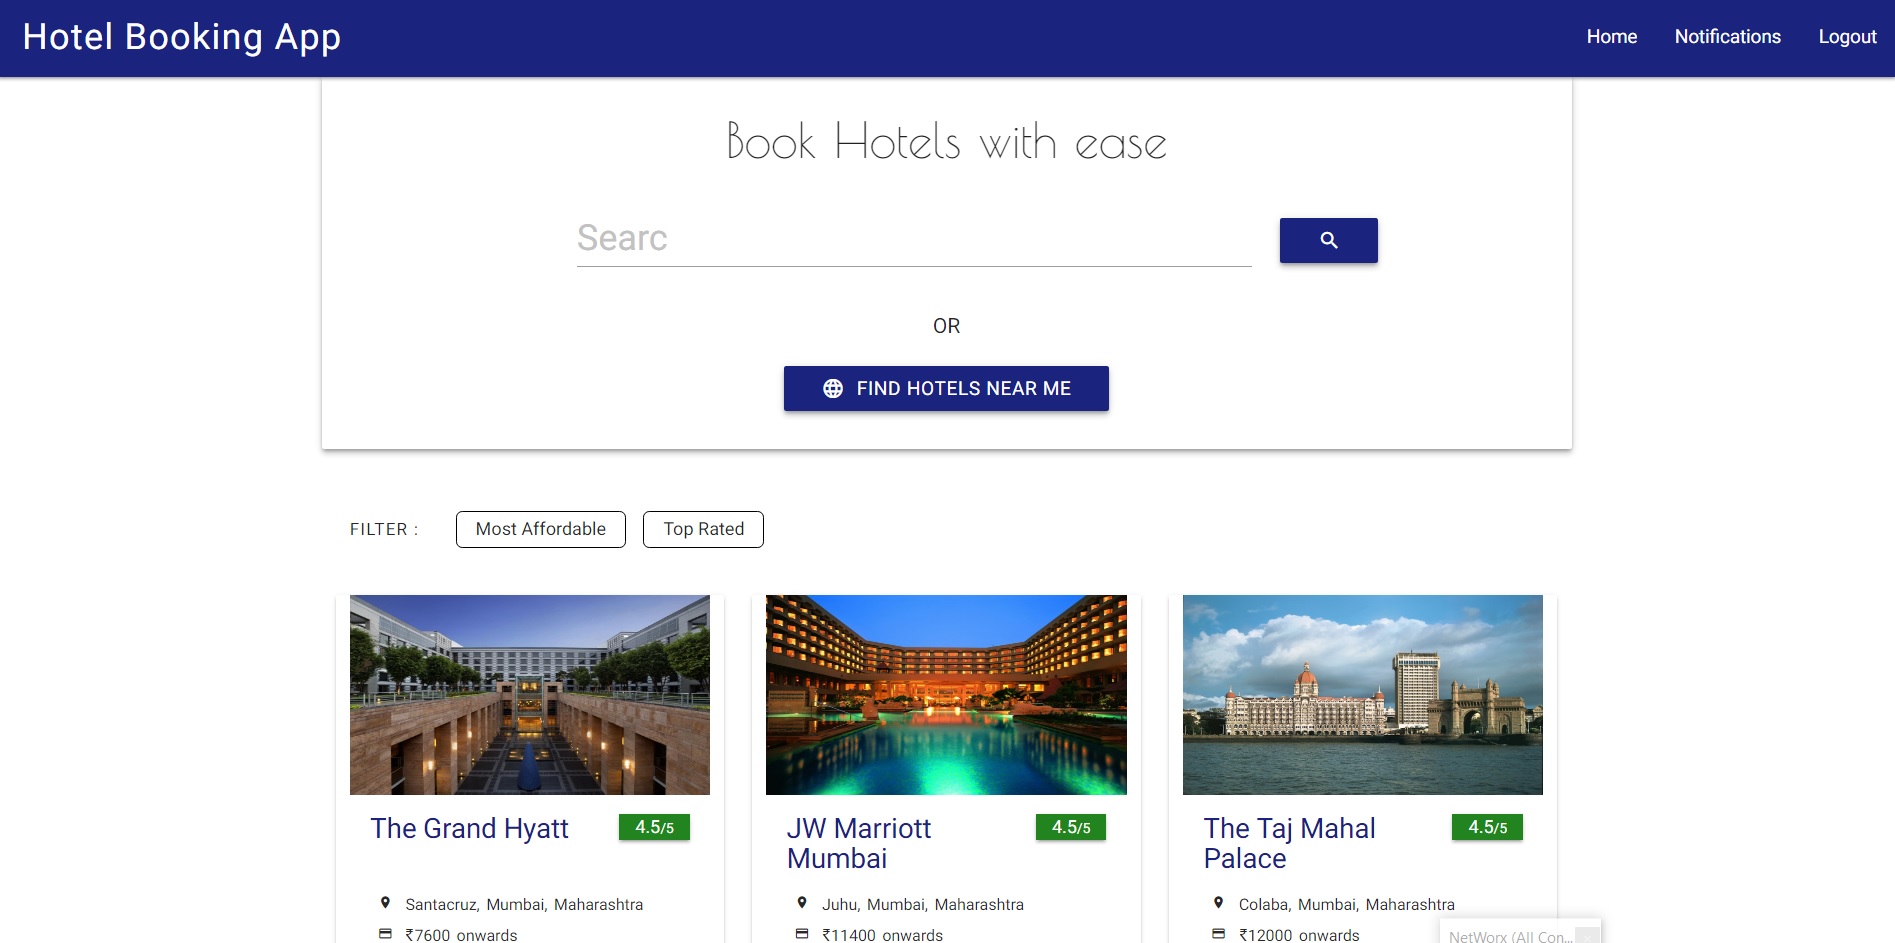 Hotel Booking App
Home Notifications Logout
Book Hotels with ease
Searc
OR
FIND HOTELS NEAR ME
FILTER : Most Affordable Top Rated
The Grand Hyatt 4.5/5
Santacruz, Mumbai, Maharashtra
₹7600 onwards
JW Marriott
Mumbai
4.5/5
Juhu, Mumbai, Maharashtra
₹11400 onwards
The Taj Mahal
Palace
4.5/5
Colaba, Mumbai, Maharashtra
₹12000 onwards
NetWorx (All Con...